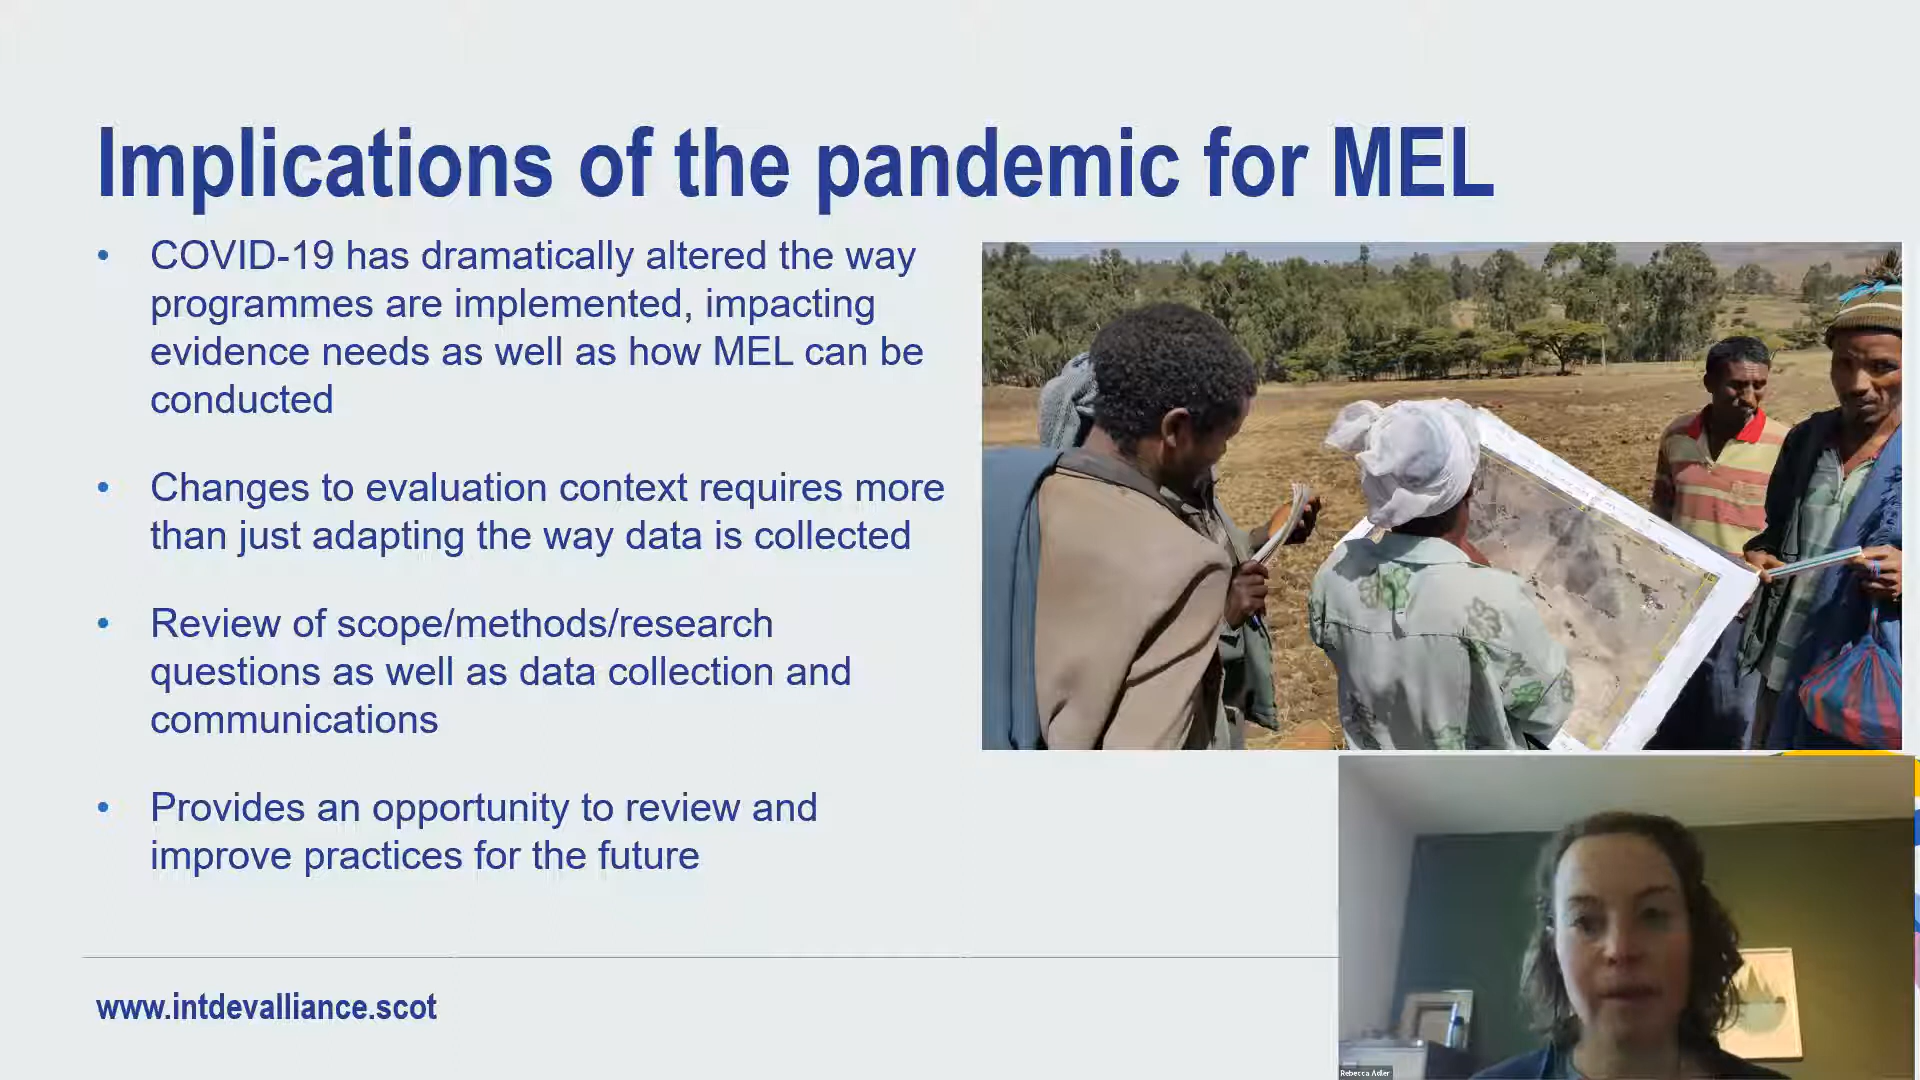 Implications of the pandemic for MEL
• COVID-19 has dramatically altered the way
programmes are implemented, impacting
evidence needs as well as how MEL can be
conducted
• Changes to evaluation context requires more
than just adapting the way data is collected
• Review of scope/methods/research
questions as well as data collection and
communications
• Provides an opportunity to review and
improve practices for the future
www.intdevalliance.scot
Rebecca Adler